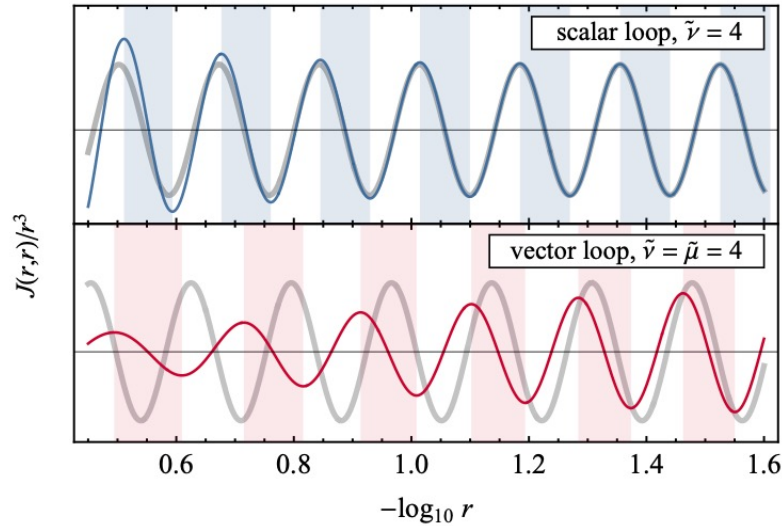 scalar loop, ν̃ = 4
J(r,r)/r³
vector loop, ν̃ = μ̃ = 4
0.6 0.8 1.0 1.2 1.4 1.6
−log₁₀ r